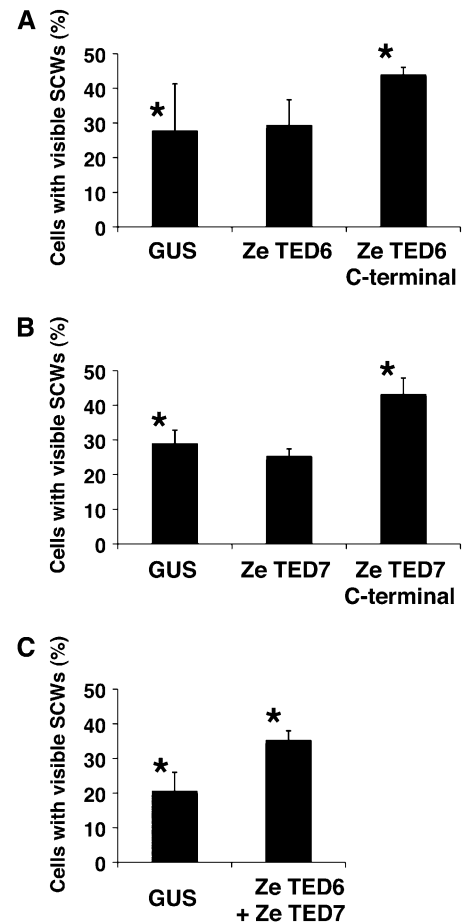 A
Cells with visible SCWs (%)
50
40
30
20
10
0
*
*
GUS
Ze TED6
Ze TED6
C-terminal
B
Cells with visible SCWs (%)
50
40
30
20
10
0
*
*
GUS
Ze TED7
Ze TED7
C-terminal
C
Cells with visible SCWs (%)
50
40
30
20
10
0
*
*
GUS
Ze TED6
+ Ze TED7